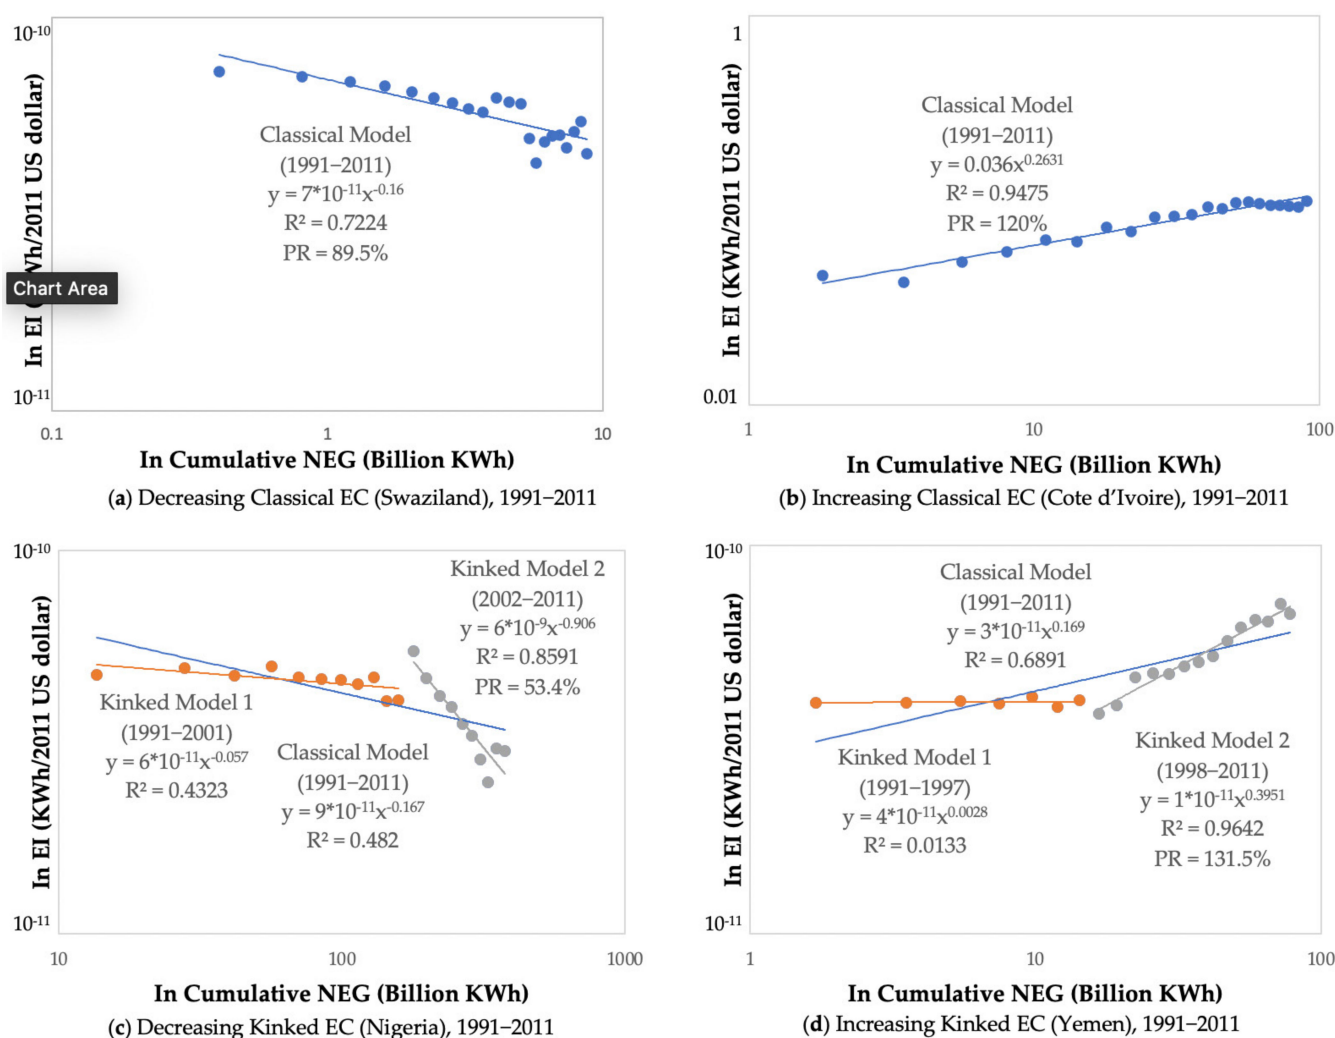 10⁻¹⁰
In EI (KWh/2011 US dollar)
Classical Model
(1991–2011)
y = 7*10⁻¹¹x⁻⁰·¹⁶
R² = 0.7224
PR = 89.5%
Chart Area
10⁻¹¹
0.1 1 10
In Cumulative NEG (Billion KWh)
(a) Decreasing Classical EC (Swaziland), 1991–2011
1
In EI (KWh/2011 US dollar)
Classical Model
(1991–2011)
y = 0.036x⁰·²⁶³¹
R² = 0.9475
PR = 120%
0.01
1 10 100
In Cumulative NEG (Billion KWh)
(b) Increasing Classical EC (Cote d'Ivoire), 1991–2011
10⁻¹⁰
In EI (KWh/2011 US dollar)
Kinked Model 2
(2002–2011)
y = 6*10⁻⁹x⁻⁰·⁹⁰⁶
R² = 0.8591
PR = 53.4%
Kinked Model 1
(1991–2001)
y = 6*10⁻¹¹x⁻⁰·⁰⁵⁷
R² = 0.4323
Classical Model
(1991–2011)
y = 9*10⁻¹¹x⁻⁰·¹⁶⁷
R² = 0.482
10⁻¹¹
10 100 1000
In Cumulative NEG (Billion KWh)
(c) Decreasing Kinked EC (Nigeria), 1991–2011
10⁻¹⁰
In EI (KWh/2011 US dollar)
Classical Model
(1991–2011)
y = 3*10⁻¹¹x⁰·¹⁶⁹
R² = 0.6891
Kinked Model 1
(1991–1997)
y = 4*10⁻¹¹x⁰·⁰⁰²⁸
R² = 0.0133
Kinked Model 2
(1998–2011)
y = 1*10⁻¹¹x⁰·³⁹⁵¹
R² = 0.9642
PR = 131.5%
10⁻¹¹
1 10 100
In Cumulative NEG (Billion KWh)
(d) Increasing Kinked EC (Yemen), 1991–2011